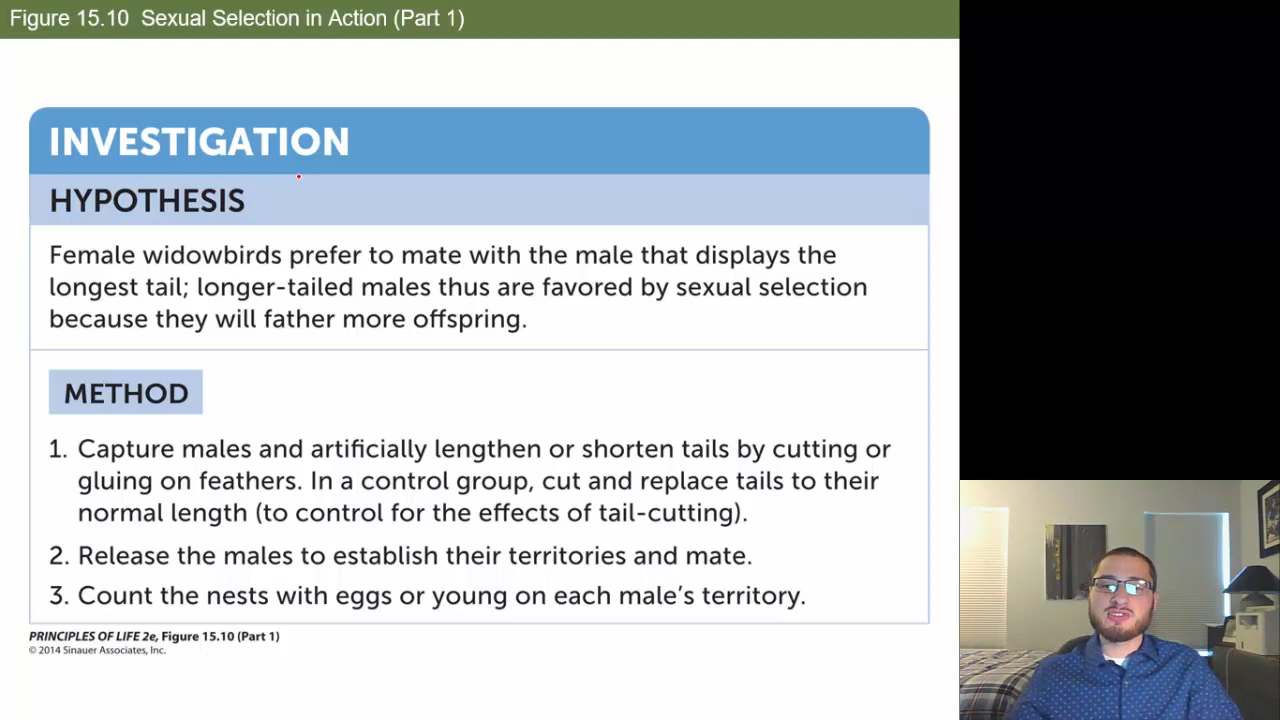 Figure 15.10  Sexual Selection in Action (Part 1)
INVESTIGATION
HYPOTHESIS
Female widowbirds prefer to mate with the male that displays the
longest tail; longer-tailed males thus are favored by sexual selection
because they will father more offspring.
METHOD
1. Capture males and artificially lengthen or shorten tails by cutting or
gluing on feathers. In a control group, cut and replace tails to their
normal length (to control for the effects of tail-cutting).
2. Release the males to establish their territories and mate.
3. Count the nests with eggs or young on each male’s territory.
PRINCIPLES OF LIFE 2e, Figure 15.10 (Part 1)
© 2014 Sinauer Associates, Inc.